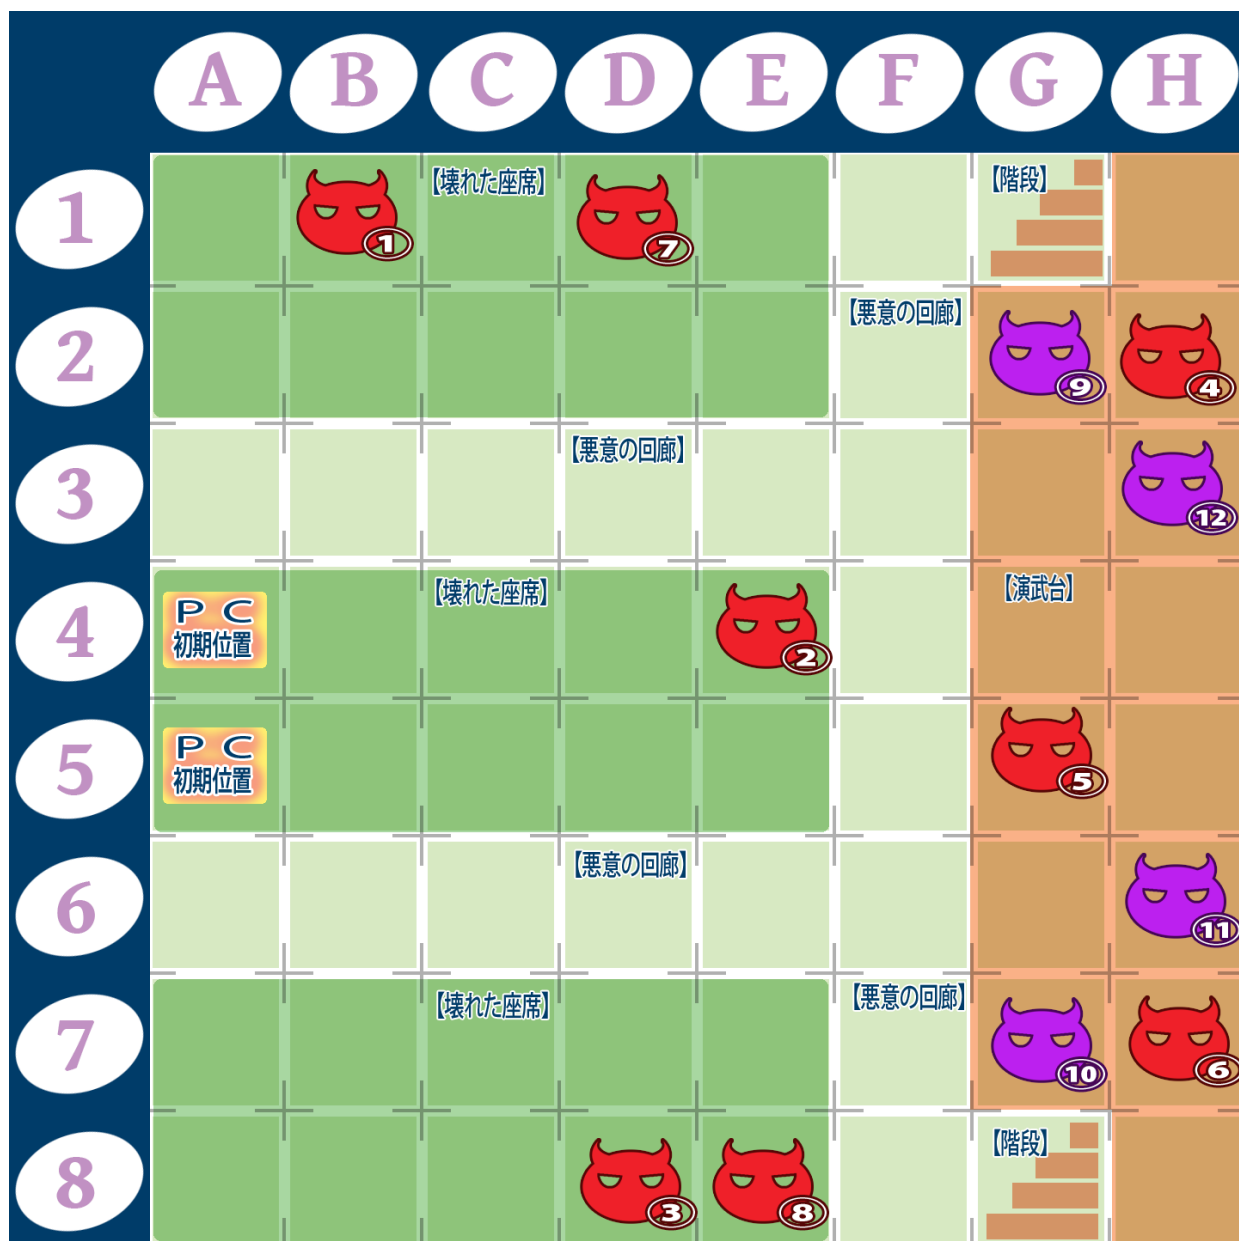 A B C D E F G H
1 【壊れた座席】 【階段】
1 7
2 【悪意の回廊】
9 4
3 【悪意の回廊】
12
4 PC 初期位置 【壊れた座席】 【演武台】
2
5 PC 初期位置
5
6 【悪意の回廊】
11
7 【壊れた座席】 【悪意の回廊】
10 6
8 【階段】
3 8